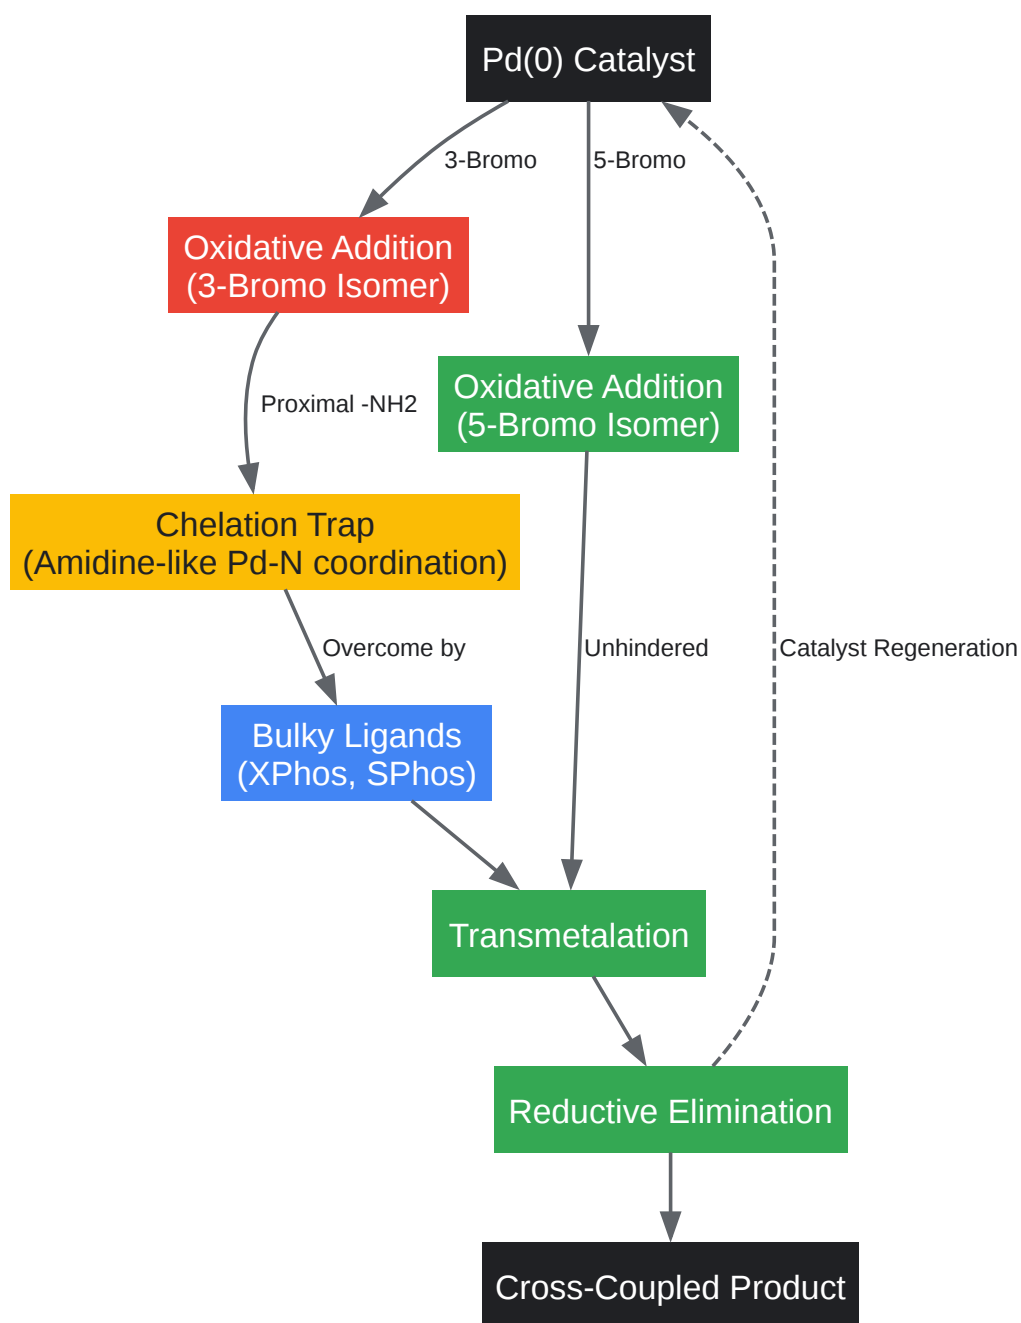 Pd(0) Catalyst
3-Bromo
5-Bromo
Oxidative Addition
(3-Bromo Isomer)
Oxidative Addition
(5-Bromo Isomer)
Proximal -NH2
Chelation Trap
(Amidine-like Pd-N coordination)
Overcome by
Unhindered
Catalyst Regeneration
Bulky Ligands
(XPhos, SPhos)
Transmetalation
Reductive Elimination
Cross-Coupled Product